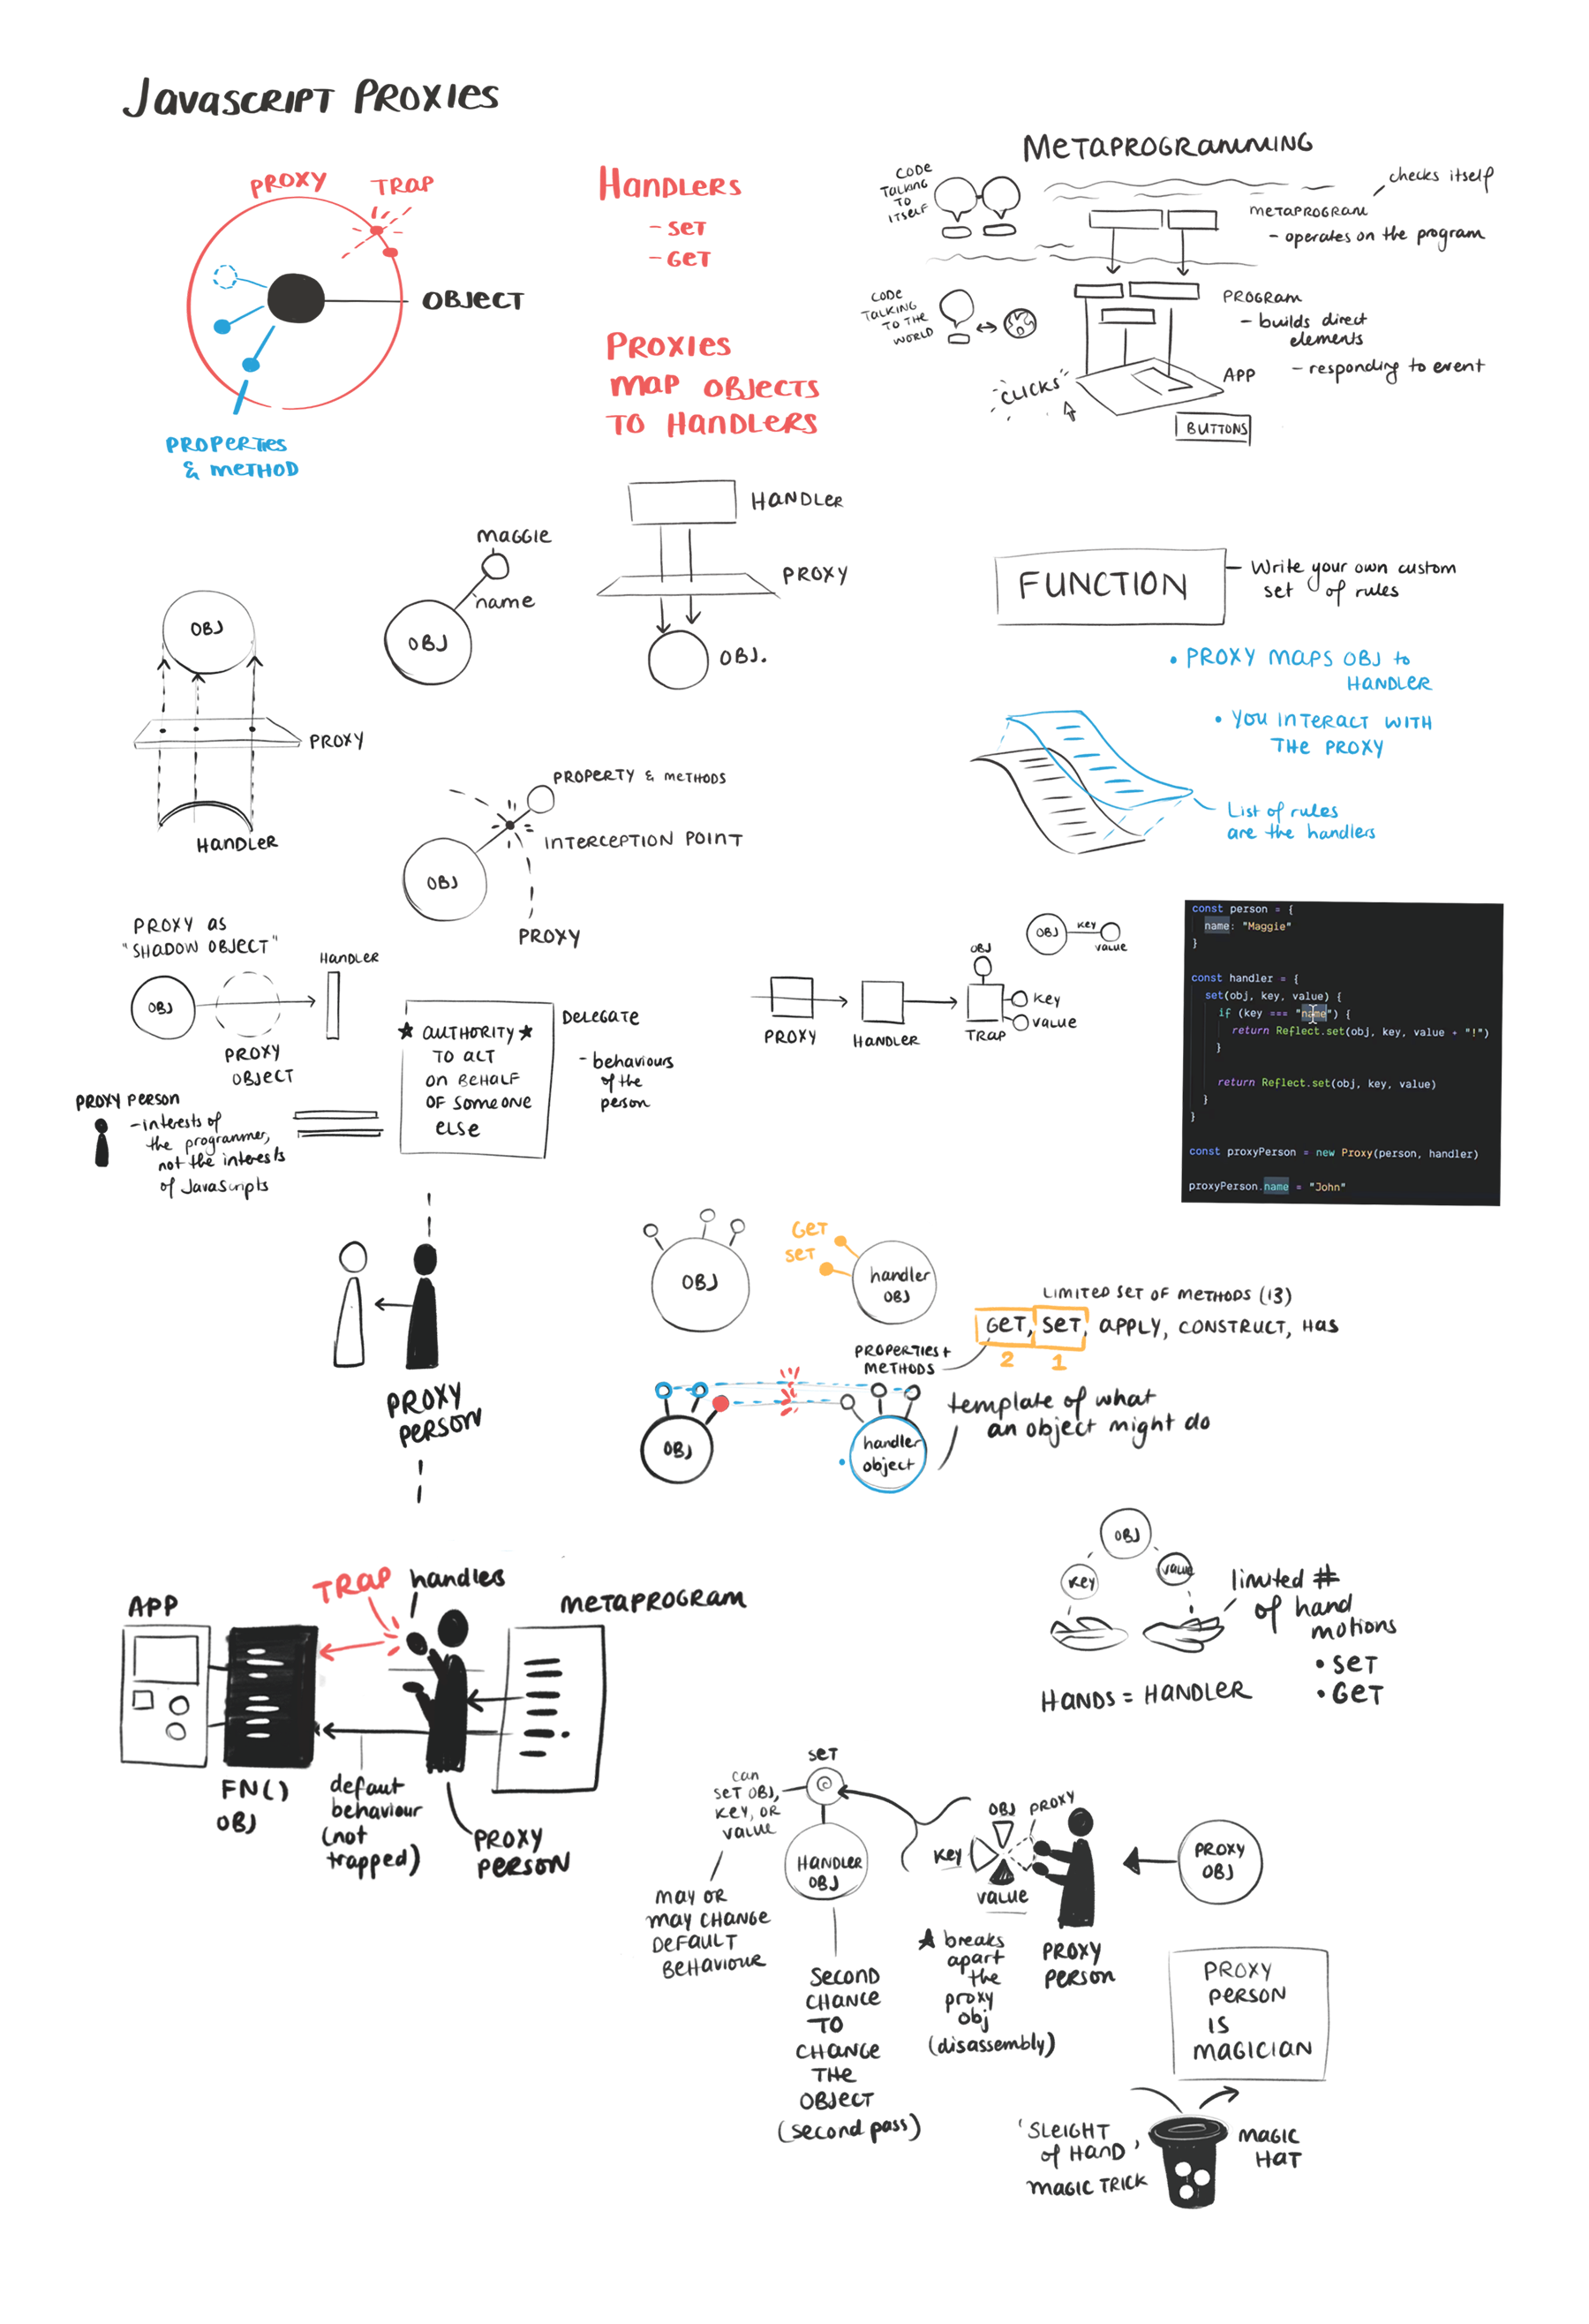 JavaScript Proxies
PROXY
TRAP
OBJECT
PROPERTIES
& METHOD
HANDLERS
- SET
- GET
PROXIES
MAP OBJECTS
TO HANDLERS
METAPROGRAMMING
CODE
TALKING
TO
ITSELF
checks itself
METAPROGRAM
- operates on the program
CODE
TALKING
TO THE
WORLD
PROGRAM
- builds direct
elements
"CLICKS"
APP
- responding to event
BUTTONS
OBJ
PROXY
HANDLER
MAGGIE
name
OBJ
HANDLER
PROXY
OBJ.
FUNCTION
- Write your own custom
set of rules
• PROXY MAPS OBJ to
HANDLER
• YOU INTERACT WITH
THE PROXY
List of rules
are the handlers
PROPERTY & METHODS
INTERCEPTION POINT
OBJ
PROXY
PROXY AS
"SHADOW OBJECT"
HANDLER
OBJ
PROXY
OBJECT
PROXY PERSON
- interests of
the programmer,
not the interests
of Javascripts
★ AUTHORITY ★
TO ACT
ON BEHALF
OF SOMEONE
ELSE
DELEGATE
- behaviours
of the
person
OBJ
KEY
VALUE
OBJ
KEY
VALUE
PROXY
HANDLER
TRAP
const person = {
name: "Maggie"
}
const handler = {
set(obj, key, value) {
if (key === "name") {
return Reflect.set(obj, key, value + "!")
}
return Reflect.set(obj, key, value)
}
}
const proxyPerson = new Proxy(person, handler)
proxyPerson.name = "John"
PROXY
PERSON
OBJ
GET
SET
handler
OBJ
LIMITED SET OF METHODS (13)
GET, SET, APPLY, CONSTRUCT, HAS
2 1
PROPERTIES +
METHODS
OBJ
handler
object
template of what
an object might do
OBJ
KEY
value
limited #
of hand
motions
• SET
• GET
HANDS = HANDLER
APP
TRAP
handles
METAPROGRAM
FN()
OBJ
defaut
behaviour
(not
trapped)
PROXY
PERSON
SET
can
SET OBJ,
KEY, OR
VALUE
MAY OR
MAY CHANGE
DEFAULT
BEHAVIOUR
HANDLER
OBJ
SECOND
CHANCE
TO
CHANGE
THE
OBJECT
(second pass)
OBJ
PROXY
KEY
VALUE
★ breaks
apart
the
proxy
obj
(disassembly)
PROXY
PERSON
PROXY
OBJ
PROXY
PERSON
IS
MAGICIAN
'SLEIGHT
of HAND'
MAGIC TRICK
MAGIC
HAT